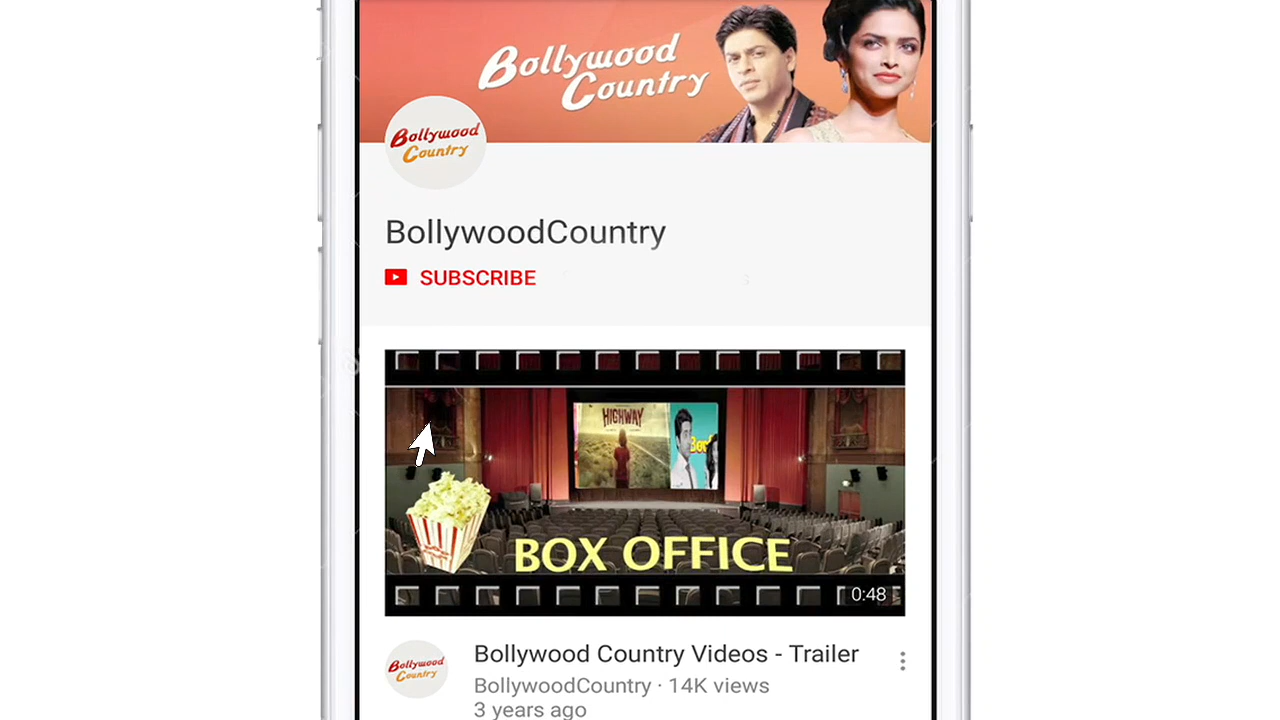 Bollywood
Country
Bollywood
Country
BollywoodCountry
SUBSCRIBE
HIGHWAY
BOX OFFICE
0:48
Bollywood
Country
Bollywood Country Videos - Trailer
BollywoodCountry · 14K views
3 years ago